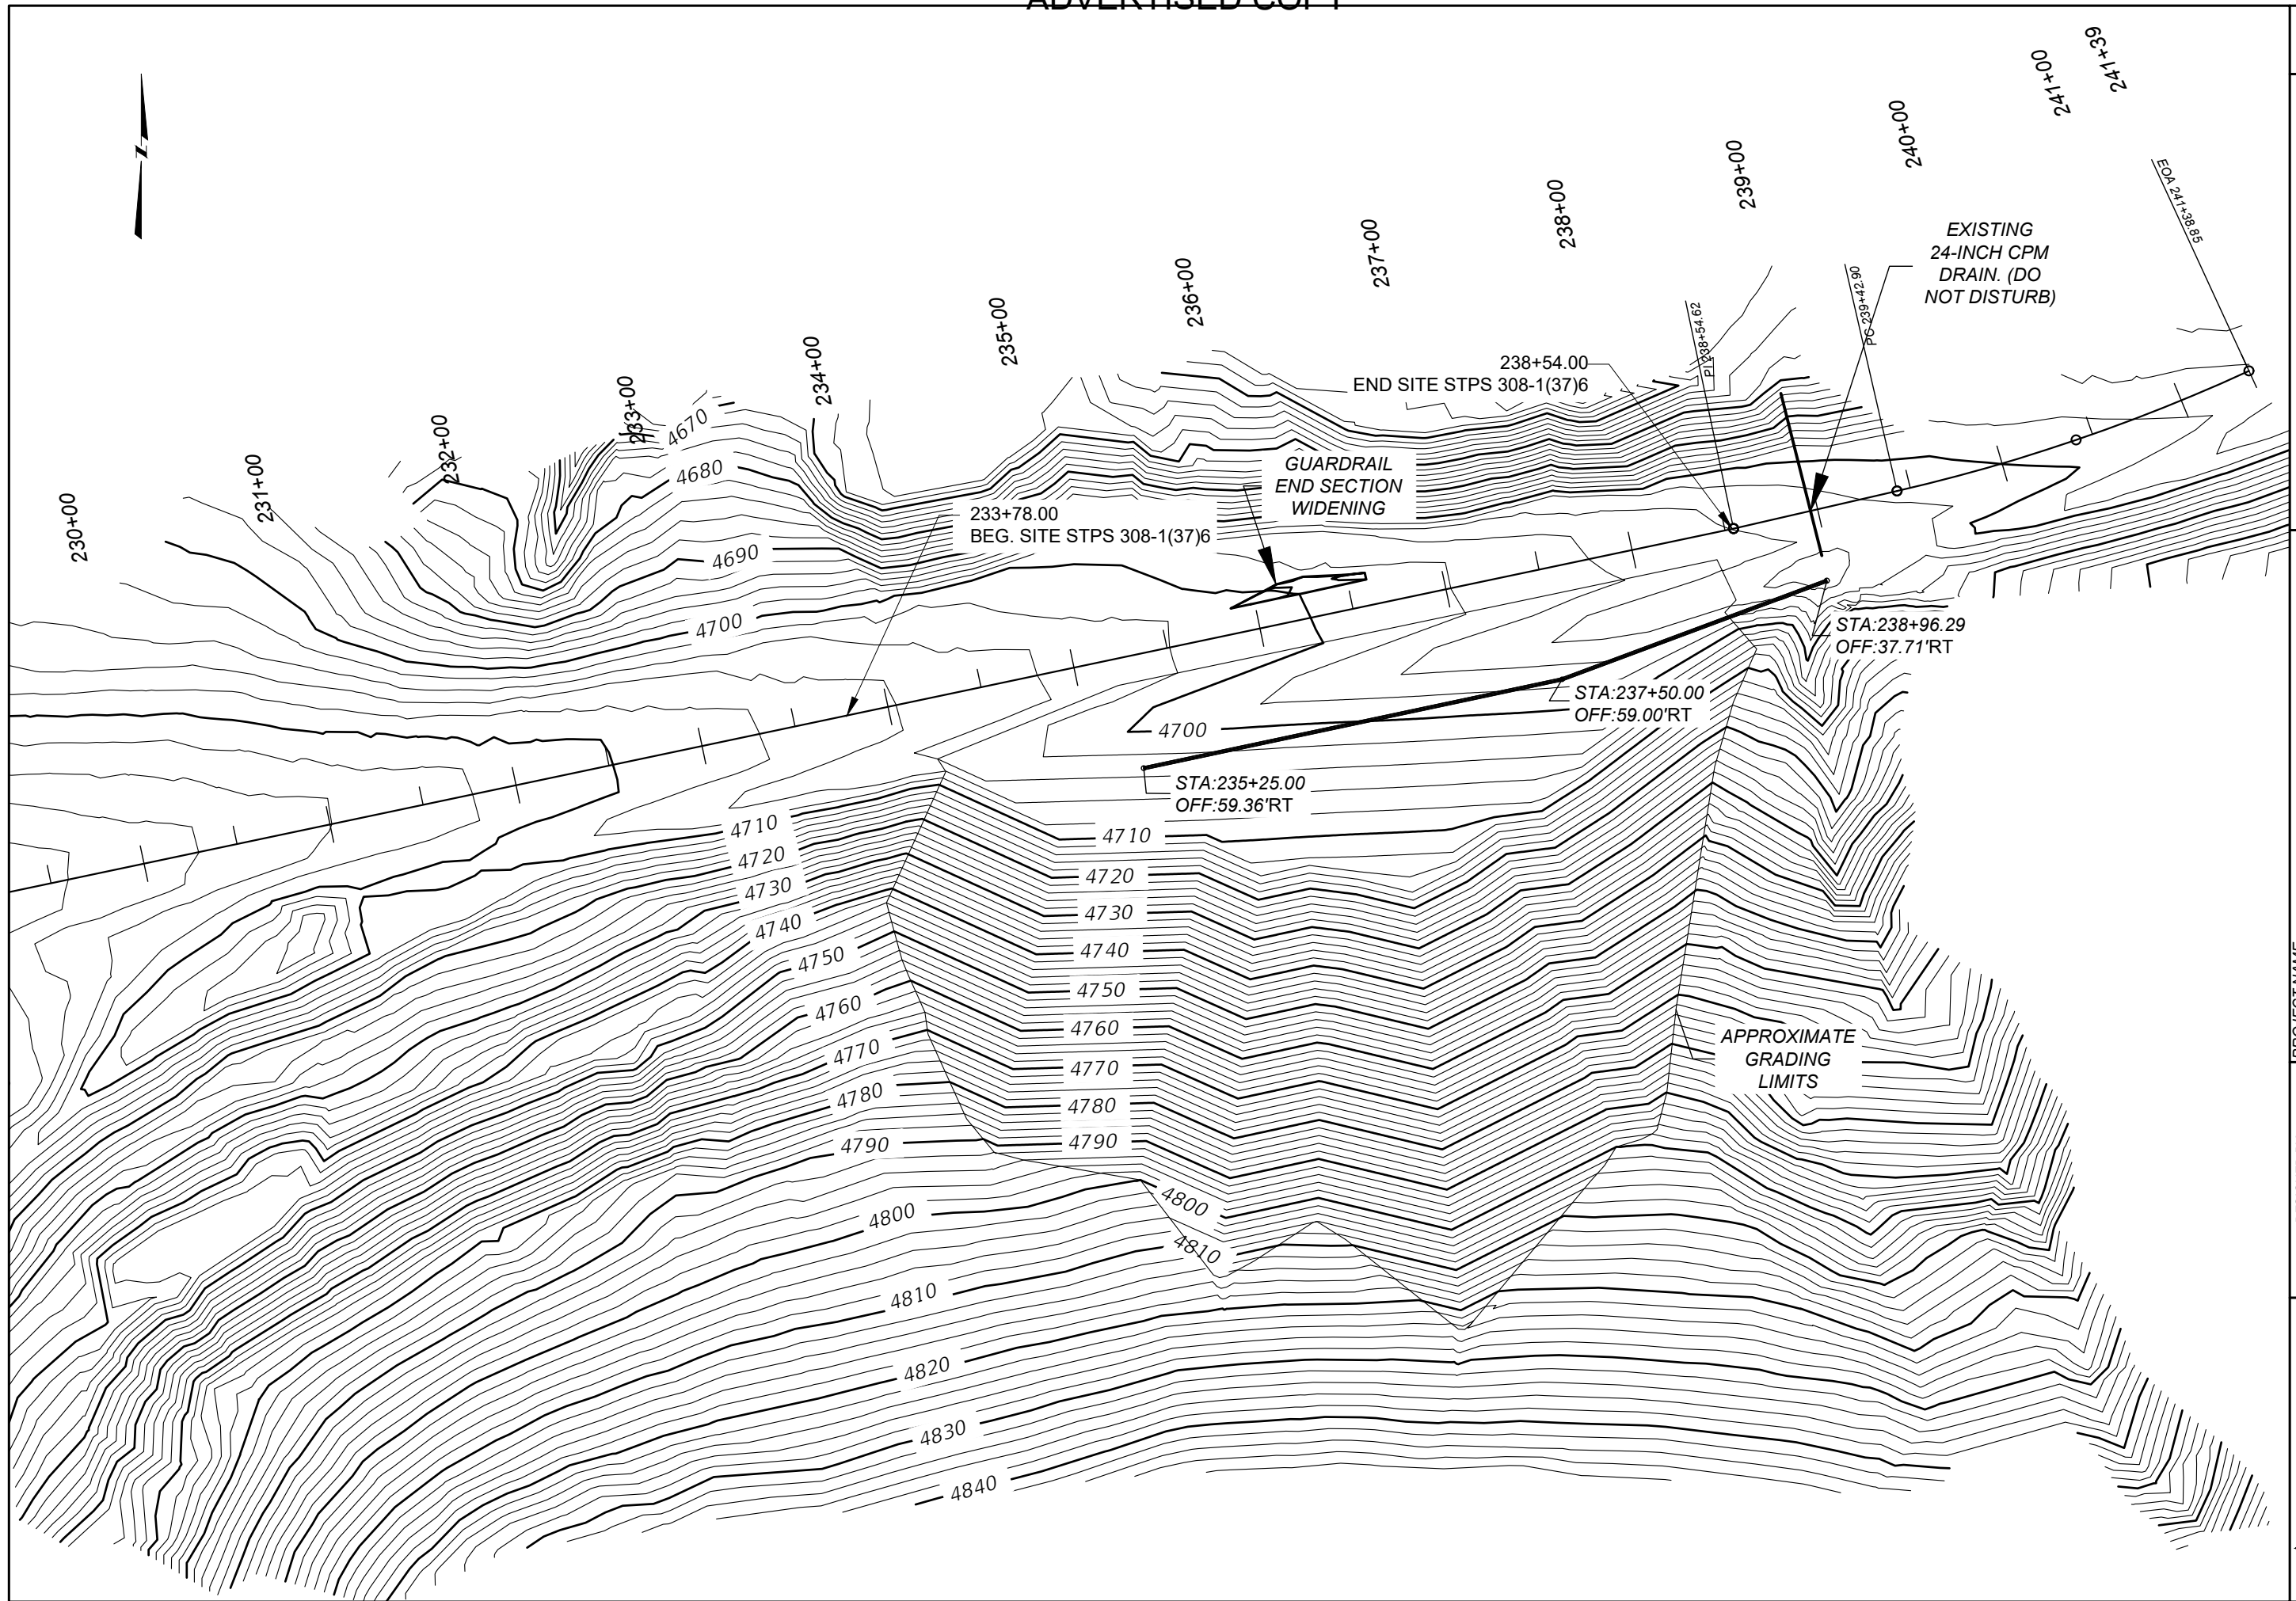 ADVERTISED COPY
241+39
241+00
240+00
239+00
238+00
237+00
236+00
235+00
234+00
233+00
232+00
231+00
230+00
N
EOA 241+38.85
PC 239+42.90
PI 238+54.62
EXISTING
24-INCH CPM
DRAIN. (DO
NOT DISTURB)
238+54.00
END SITE STPS 308-1(37)6
GUARDRAIL
END SECTION
WIDENING
233+78.00
BEG. SITE STPS 308-1(37)6
4670
4680
4690
4700
STA:238+96.29
OFF:37.71'RT
STA:237+50.00
OFF:59.00'RT
4700
STA:235+25.00
OFF:59.36'RT
4710
4720
4730
4740
4750
4760
4770
4780
4790
4800
4810
4820
4830
4840
4710
4720
4730
4740
4750
4760
4770
4780
4790
4800
4810
APPROXIMATE
GRADING
LIMITS